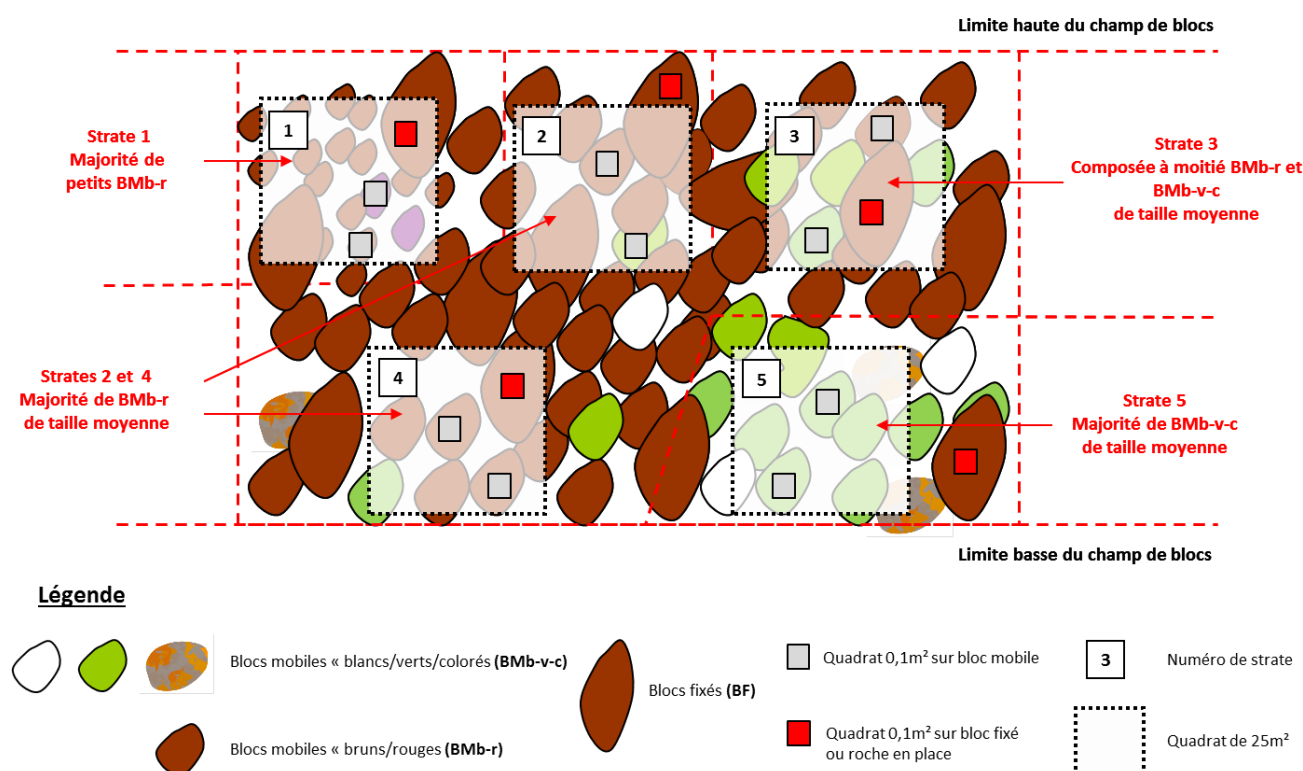 Limite haute du champ de blocs
Strate 1
Majorité de
petits BMb-r
1
2
3
Strate 3
Composée à moitié BMb-r et
BMb-v-c
de taille moyenne
Strates 2 et 4
Majorité de BMb-r
de taille moyenne
4
5
Strate 5
Majorité de BMb-v-c
de taille moyenne
Limite basse du champ de blocs
Légende
Blocs mobiles « blancs/verts/colorés (BMb-v-c)
Blocs mobiles « bruns/rouges (BMb-r)
Blocs fixés (BF)
Quadrat 0,1m² sur bloc mobile
Quadrat 0,1m² sur bloc fixé
ou roche en place
3
Numéro de strate
Quadrat de 25m²